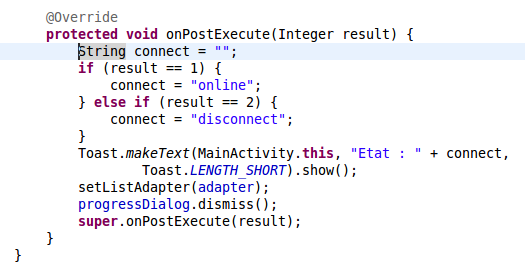 @Override
protected void onPostExecute(Integer result) {
String connect = "";
if (result == 1) {
connect = "online";
} else if (result == 2) {
connect = "disconnect";
}
Toast.makeText(MainActivity.this, "Etat : " + connect,
Toast.LENGTH_SHORT).show();
setListAdapter(adapter);
progressDialog.dismiss();
super.onPostExecute(result);
}
}